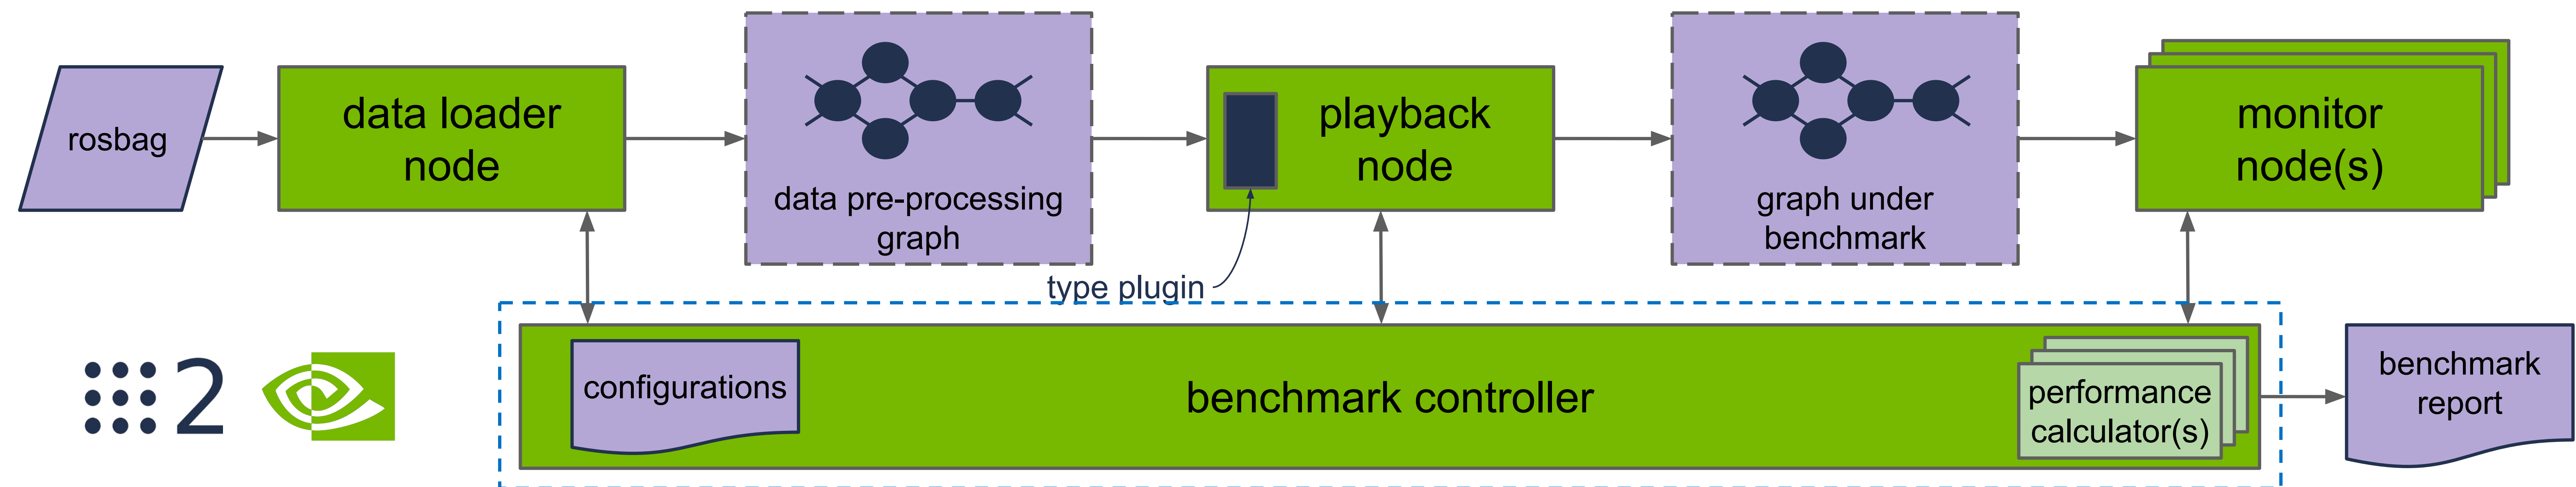 rosbag
data loader
node
data pre-processing
graph
type plugin
playback
node
graph under
benchmark
monitor
node(s)
2
configurations
benchmark controller
performance
calculator(s)
benchmark
report